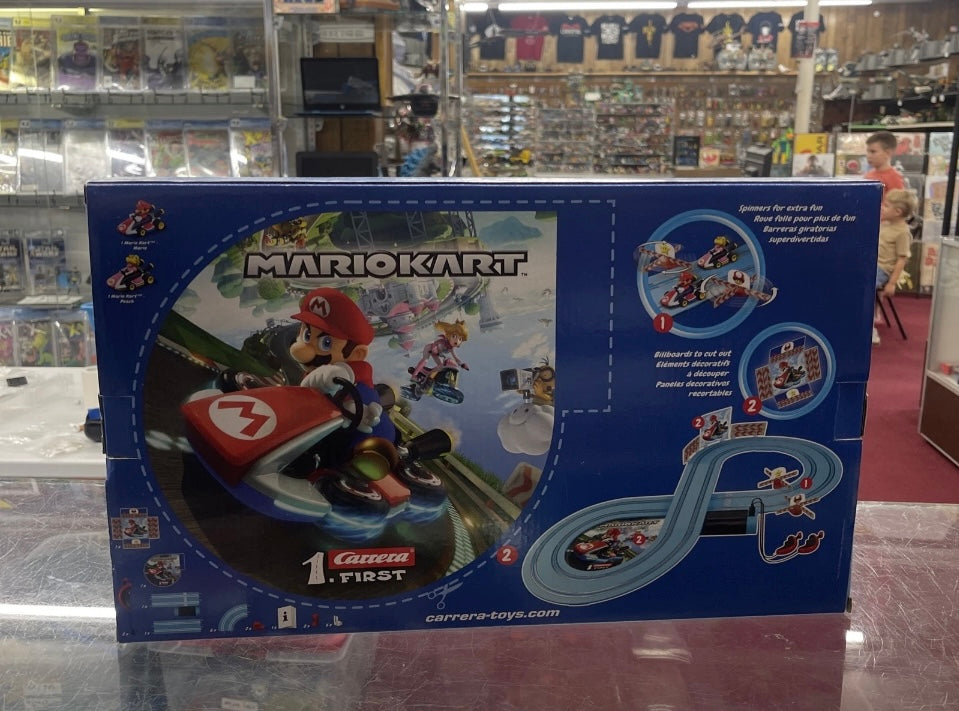 1 Mario Kart™
Mario
1 Mario Kart™
Peach
MARIOKART™
1. Carrera
FIRST
Spinners for extra fun
Roue folle pour plus de fun
Barreras giratorias
superdivertidas
1
Billboards to cut out
Eléments décoratifs
à découper
Paneles decorativos
recortables
2
2
1
MARIOKART
2
2
carrera-toys.com